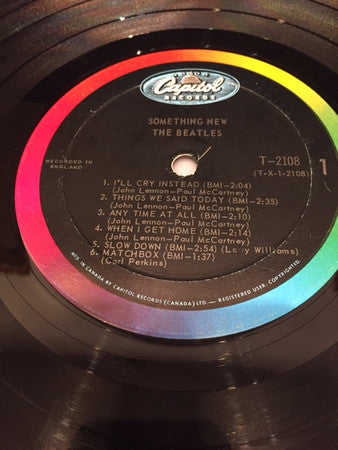 Capitol
RECORDS
SOMETHING NEW
THE BEATLES
RECORDED IN
ENGLAND
T-2108
(T-X-1-2108)
1
1. I'LL CRY INSTEAD (BMI-2:04)
(John Lennon-Paul McCartney)
2. THINGS WE SAID TODAY (BMI-2:35)
(John Lennon-Paul McCartney)
3. ANY TIME AT ALL (BMI-2;10)
(John Lennon-Paul McCartney)
4. WHEN I GET HOME (BMI-2:14)
(John Lennon-Paul McCartney)
5. SLOW DOWN (BMI-2:54) (Larry Williams)
6. MATCHBOX (BMI-1:37)
(Carl Perkins)
MFD. IN CANADA BY CAPITOL RECORDS (CANADA) LTD.— REGISTERED USER. COPYRIGHTED.